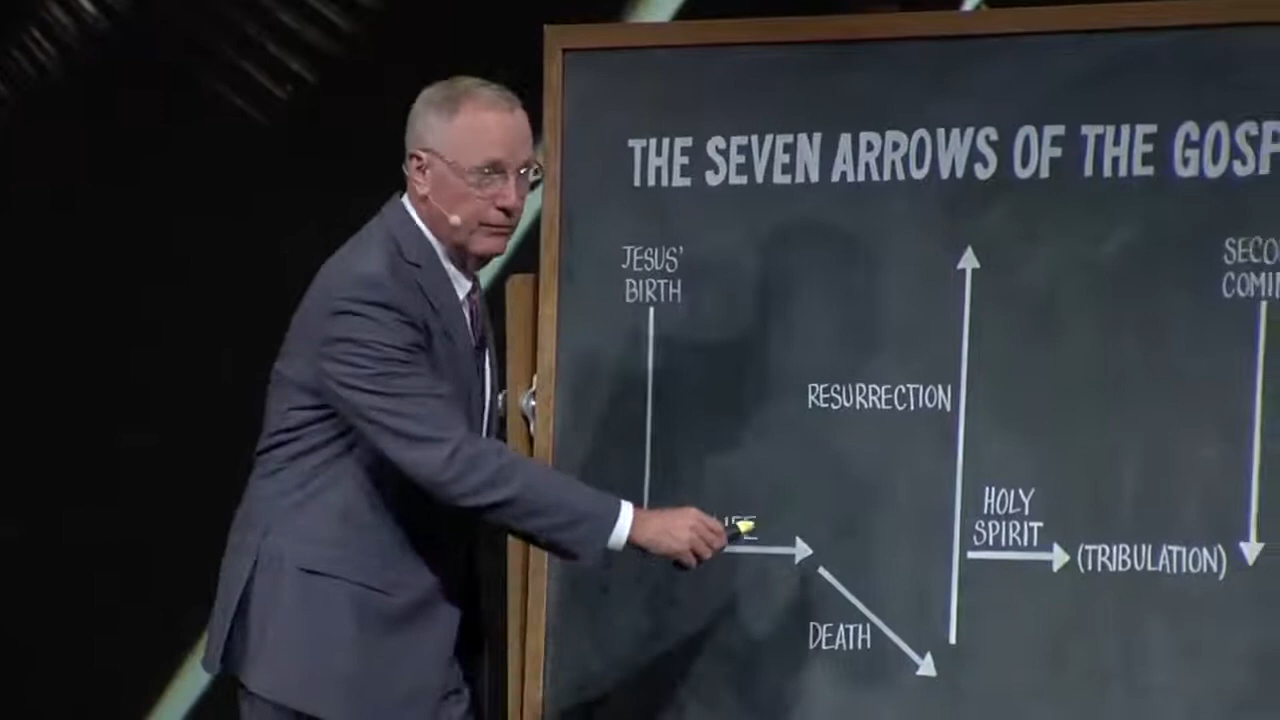 THE SEVEN ARROWS OF THE GOSP
JESUS'
BIRTH
SECO
COMI
RESURRECTION
HOLY
SPIRIT
(TRIBULATION)
DEATH